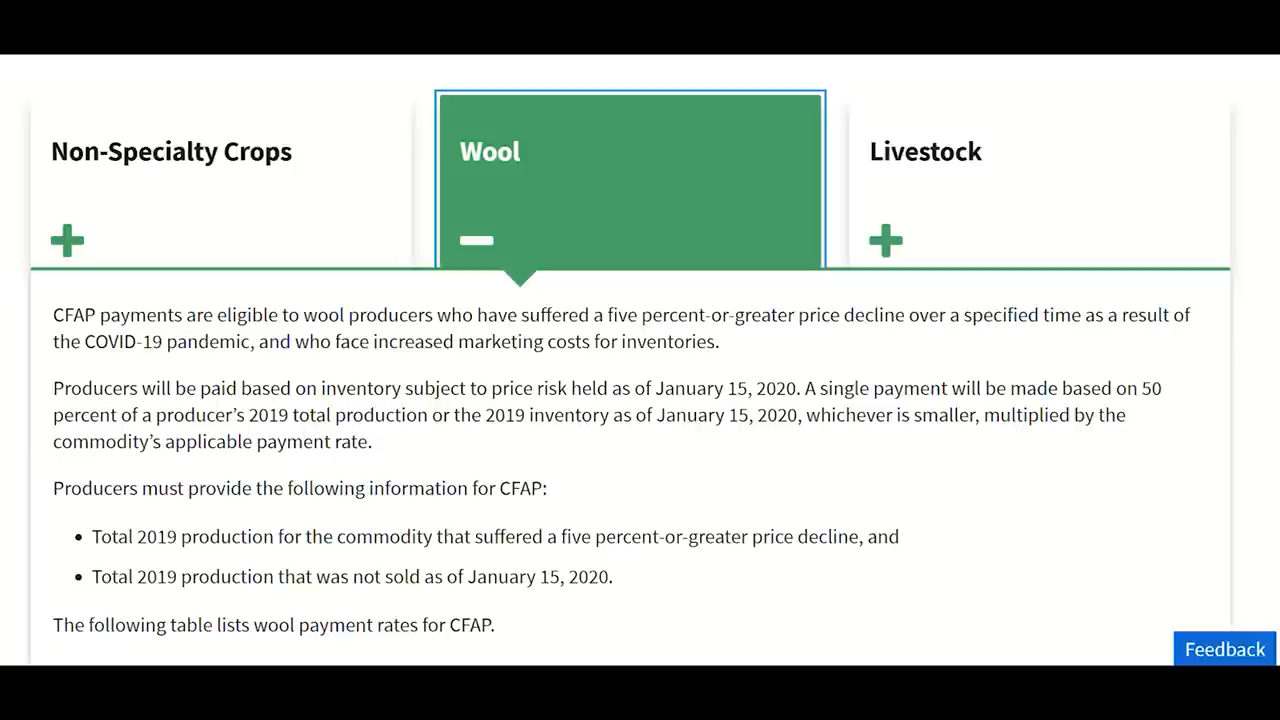 Non-Specialty Crops
Wool
Livestock
CFAP payments are eligible to wool producers who have suffered a five percent-or-greater price decline over a specified time as a result of
the COVID-19 pandemic, and who face increased marketing costs for inventories.
Producers will be paid based on inventory subject to price risk held as of January 15, 2020. A single payment will be made based on 50
percent of a producer’s 2019 total production or the 2019 inventory as of January 15, 2020, whichever is smaller, multiplied by the
commodity’s applicable payment rate.
Producers must provide the following information for CFAP:
• Total 2019 production for the commodity that suffered a five percent-or-greater price decline, and
• Total 2019 production that was not sold as of January 15, 2020.
The following table lists wool payment rates for CFAP.
Feedback